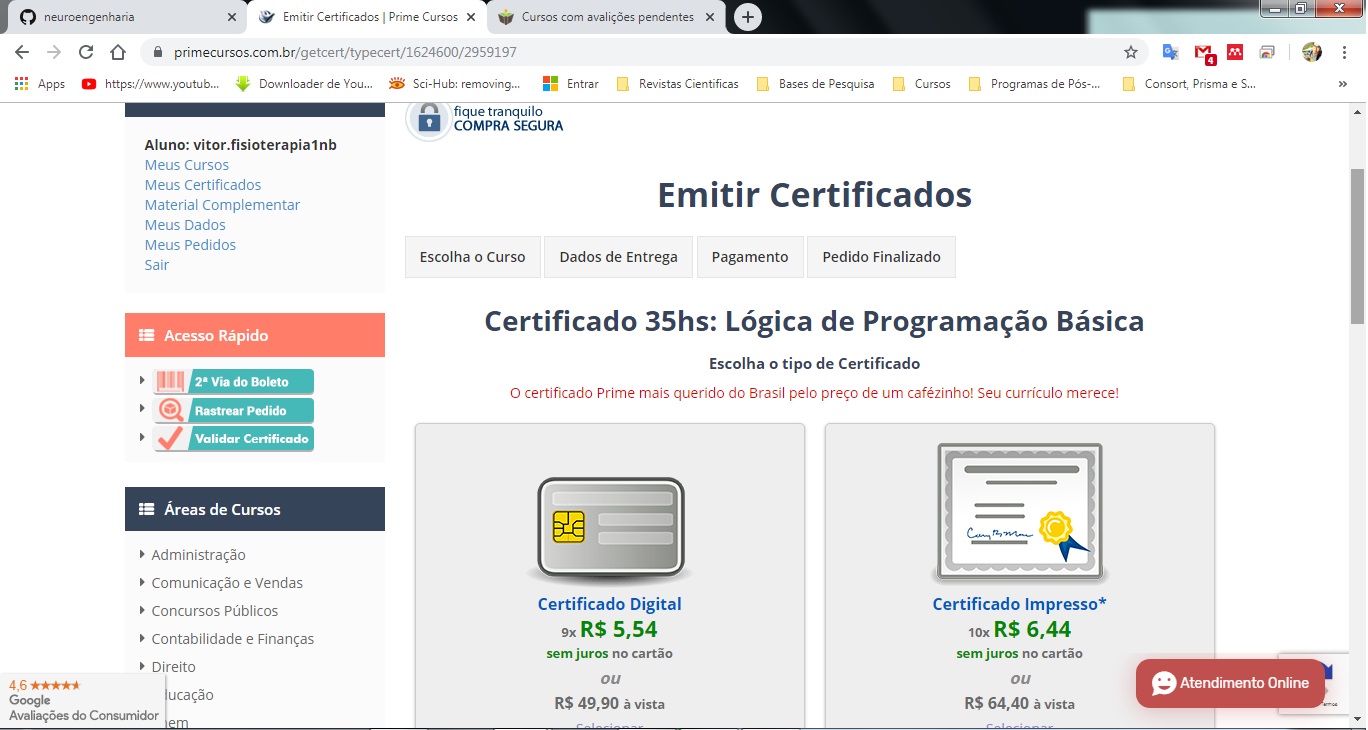 neuroengenharia
Emitir Certificados | Prime Cursos
Cursos com avalições pendentes
primecursos.com.br/getcert/typecert/1624600/2959197
4
Apps
https://www.youtub...
Downloader de You...
Sci-Hub: removing...
Entrar
Revistas Cientificas
Bases de Pesquisa
Cursos
Programas de Pós-...
Consort, Prisma e S...
»
fique tranquilo
COMPRA SEGURA
Aluno: vitor.fisioterapia1nb
Meus Cursos
Meus Certificados
Material Complementar
Meus Dados
Meus Pedidos
Sair
Acesso Rápido
2ª Via do Boleto
Rastrear Pedido
Validar Certificado
Áreas de Cursos
Administração
Comunicação e Vendas
Concursos Públicos
Contabilidade e Finanças
Direito
4,6
Google
Avaliações do Consumidor
Emitir Certificados
Escolha o Curso
Dados de Entrega
Pagamento
Pedido Finalizado
Certificado 35hs: Lógica de Programação Básica
Escolha o tipo de Certificado
O certificado Prime mais querido do Brasil pelo preço de um cafézinho! Seu currículo merece!
Certificado Digital
9x R$ 5,54
sem juros no cartão
ou
R$ 49,90 à vista
Selecionar
Certificado Impresso*
10x R$ 6,44
sem juros no cartão
ou
R$ 64,40 à vista
Selecionar
Atendimento Online